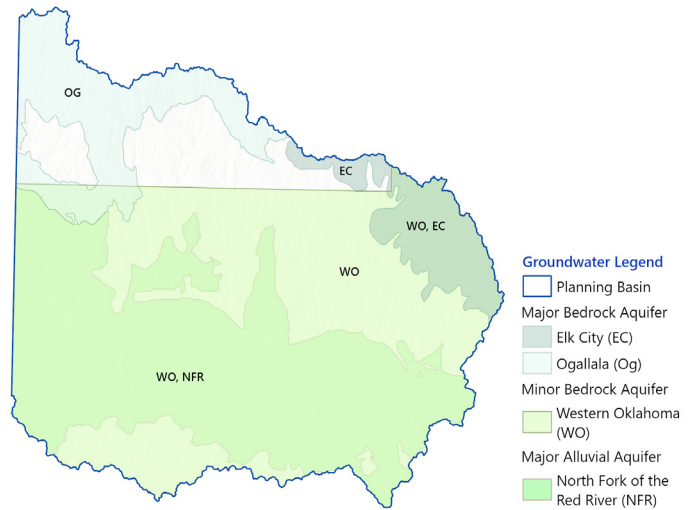 OG
EC
WO, EC
WO
WO, NFR
Groundwater Legend
Planning Basin
Major Bedrock Aquifer
Elk City (EC)
Ogallala (Og)
Minor Bedrock Aquifer
Western Oklahoma
(WO)
Major Alluvial Aquifer
North Fork of the
Red River (NFR)